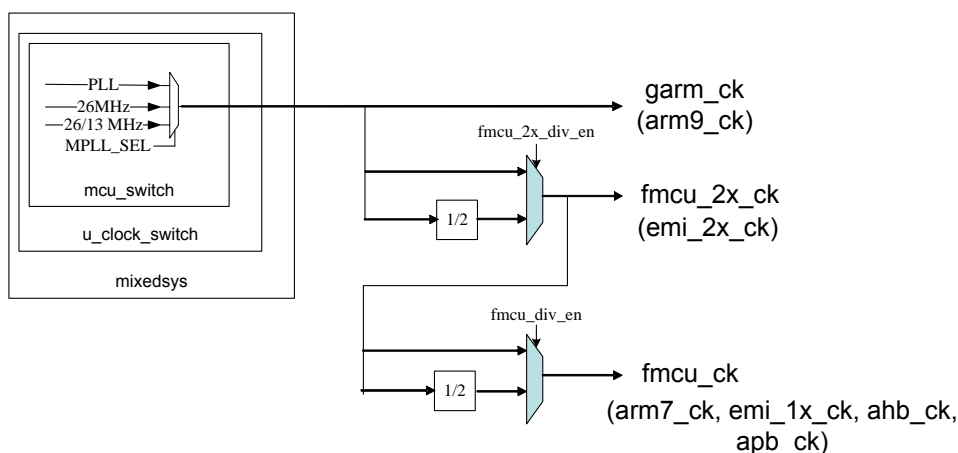 PLL
26MHz
26/13 MHz
MPLL_SEL
mcu_switch
u_clock_switch
mixedsys
garm_ck
(arm9_ck)
fmcu_2x_div_en
1/2
fmcu_2x_ck
(emi_2x_ck)
fmcu_div_en
1/2
fmcu_ck
(arm7_ck, emi_1x_ck, ahb_ck,
apb_ck)